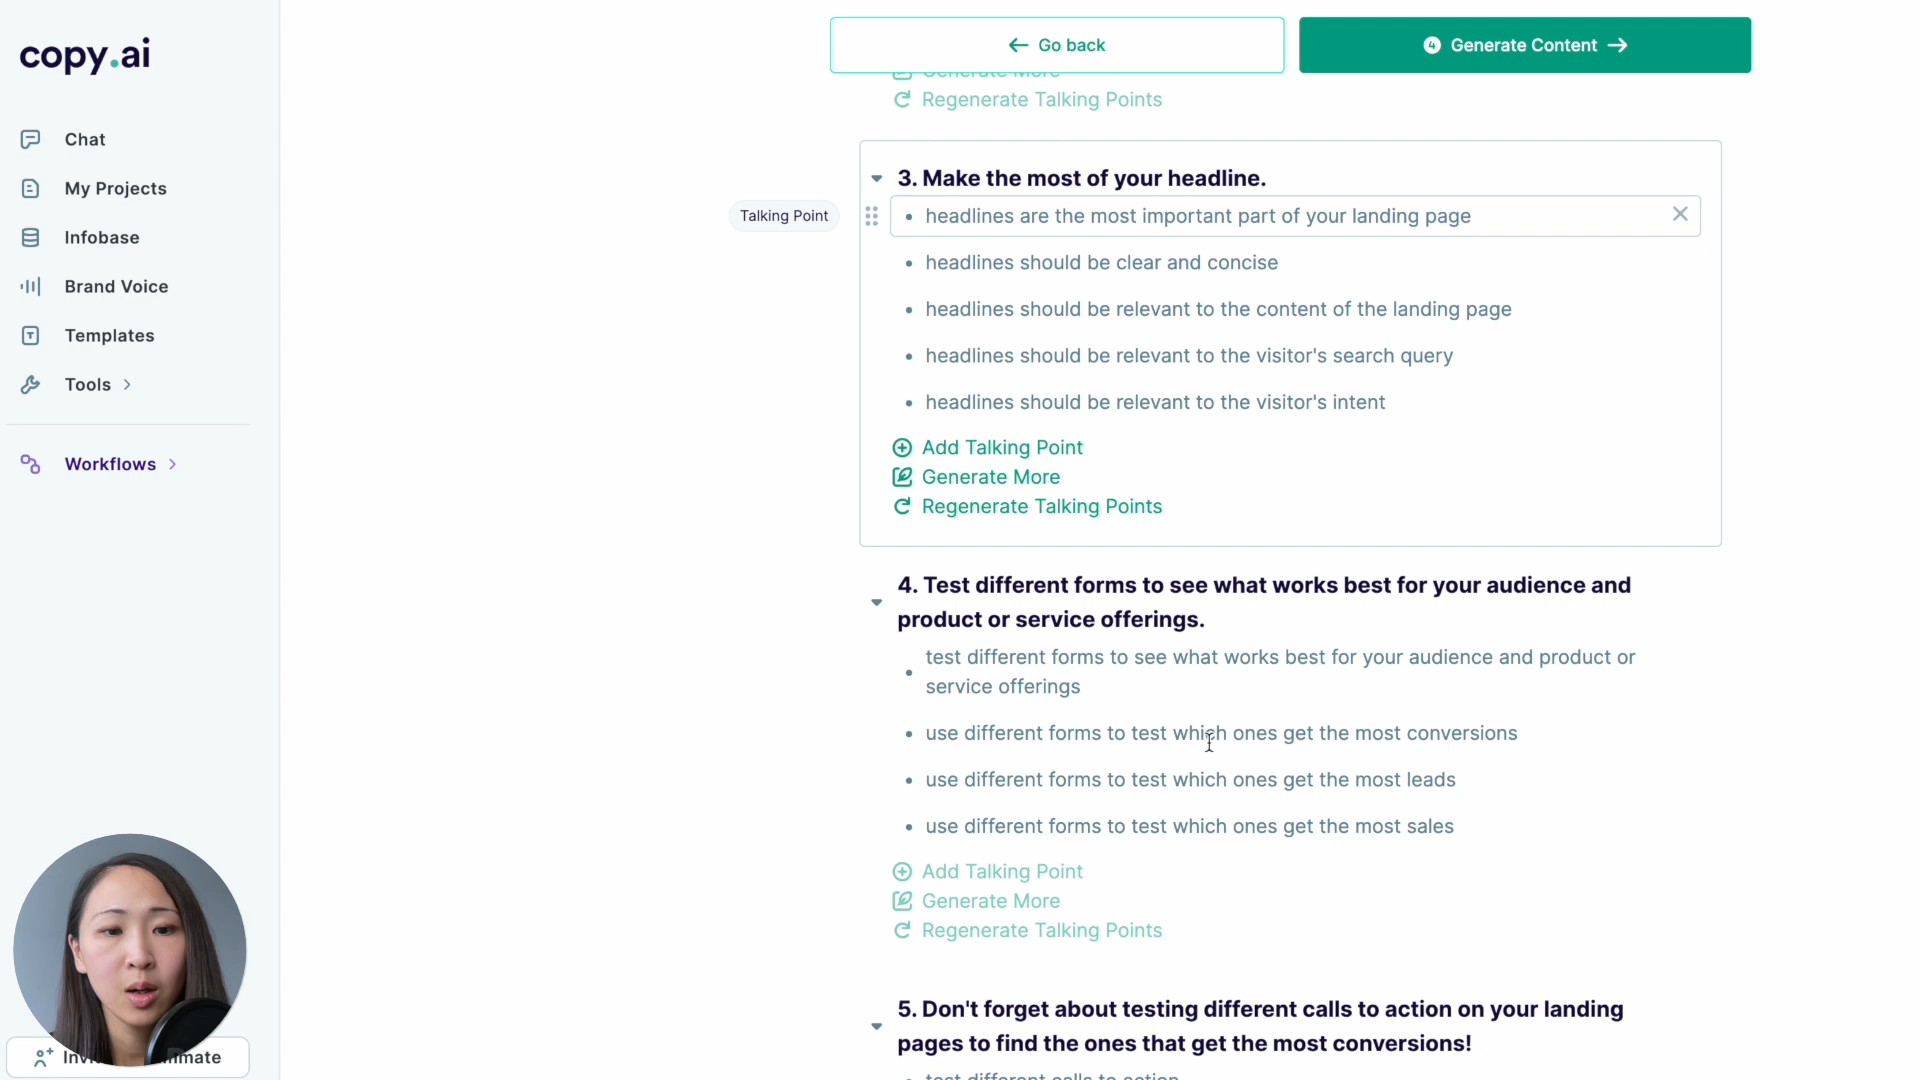 copy.ai
Chat
My Projects
Infobase
Brand Voice
Templates
Tools
Workflows
Go back
4 Generate Content
Regenerate Talking Points
3. Make the most of your headline.
Talking Point
• headlines are the most important part of your landing page
• headlines should be clear and concise
• headlines should be relevant to the content of the landing page
• headlines should be relevant to the visitor's search query
• headlines should be relevant to the visitor's intent
Add Talking Point
Generate More
Regenerate Talking Points
4. Test different forms to see what works best for your audience and
product or service offerings.
• test different forms to see what works best for your audience and product or
service offerings
• use different forms to test which ones get the most conversions
• use different forms to test which ones get the most leads
• use different forms to test which ones get the most sales
Add Talking Point
Generate More
Regenerate Talking Points
5. Don't forget about testing different calls to action on your landing
pages to find the ones that get the most conversions!